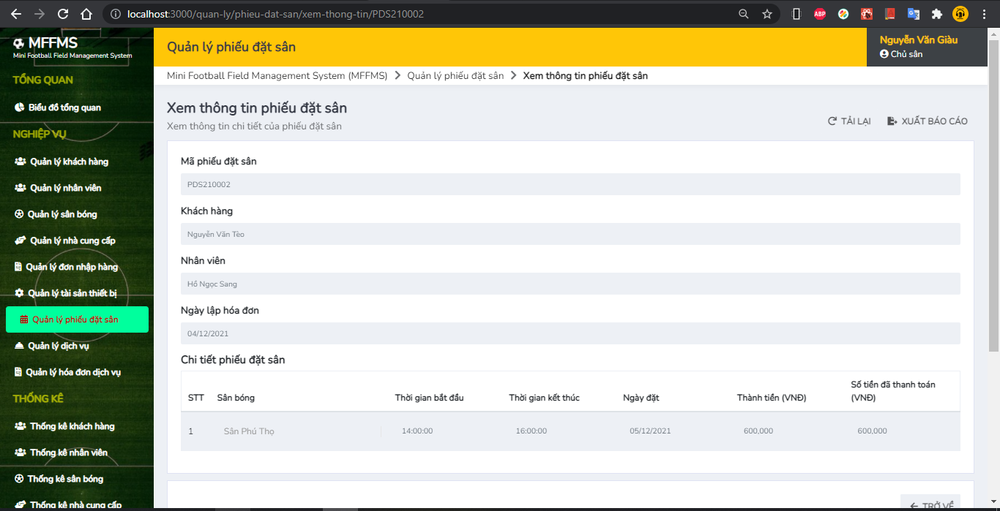 localhost:3000/quan-ly/phieu-dat-san/xem-thong-tin/PDS210002
ABP
MFFMS
Mini Football Field Management System
TỔNG QUAN
Biểu đồ tổng quan
NGHIỆP VỤ
Quản lý khách hàng
Quản lý nhân viên
Quản lý sân bóng
Quản lý nhà cung cấp
Quản lý đơn nhập hàng
Quản lý tài sản thiết bị
Quản lý phiếu đặt sân
Quản lý dịch vụ
Quản lý hóa đơn dịch vụ
THỐNG KÊ
Thống kê khách hàng
Thống kê nhân viên
Thống kê sân bóng
Thống kê nhà cung cấp
Quản lý phiếu đặt sân
Nguyễn Văn Giàu
Chủ sân
Mini Football Field Management System (MFFMS) > Quản lý phiếu đặt sân > Xem thông tin phiếu đặt sân
Xem thông tin phiếu đặt sân
Xem thông tin chi tiết của phiếu đặt sân
TẢI LẠI XUẤT BÁO CÁO
Mã phiếu đặt sân
PDS210002
Khách hàng
Nguyễn Văn Tèo
Nhân viên
Hồ Ngọc Sang
Ngày lập hóa đơn
04/12/2021
Chi tiết phiếu đặt sân
STT Sân bóng Thời gian bắt đầu Thời gian kết thúc Ngày đặt Thành tiền (VNĐ) Số tiền đã thanh toán (VNĐ)
1 Sân Phú Thọ 14:00:00 16:00:00 05/12/2021 600,000 600,000
TRỞ VỀ